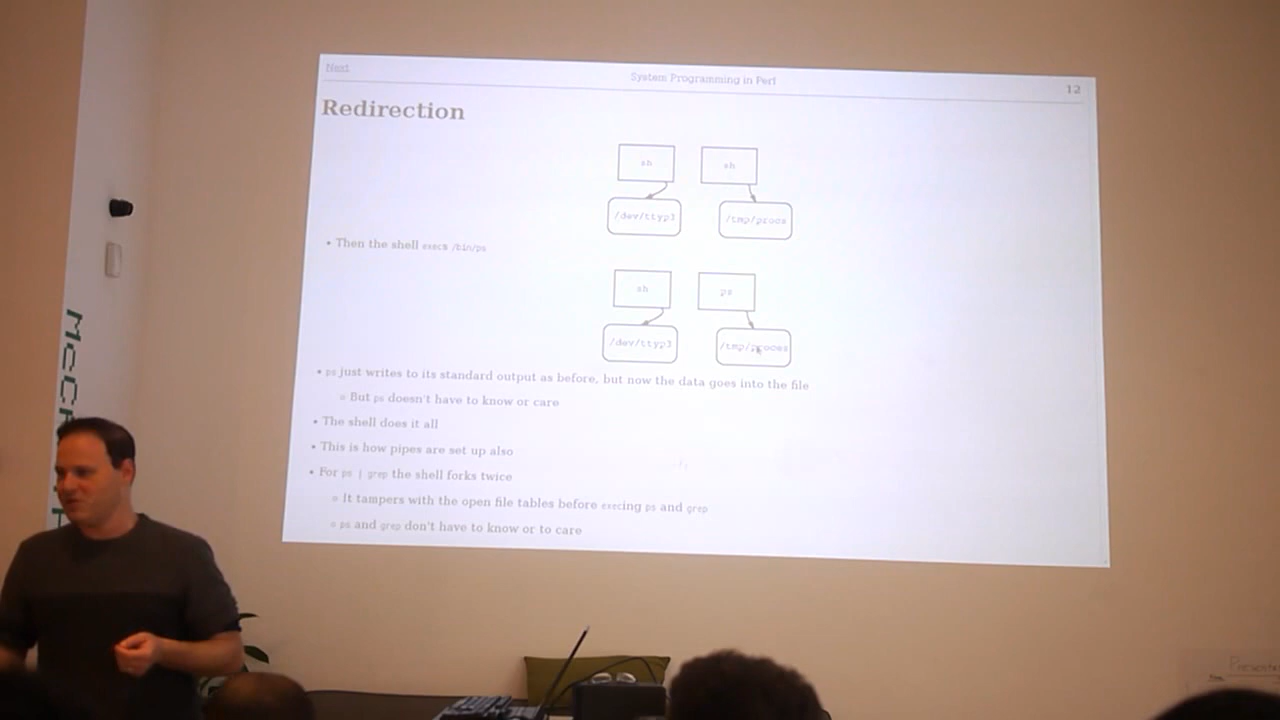 Next
System Programming in Perl
12
Redirection
sh
sh
/dev/ttyp3
/tmp/procs
• Then the shell execs /bin/ps
sh
ps
/dev/ttyp3
/tmp/procs
• ps just writes to its standard output as before, but now the data goes into the file
○ But ps doesn't have to know or care
• The shell does it all
• This is how pipes are set up also
• For ps | grep the shell forks twice
○ It tampers with the open file tables before execing ps and grep
○ ps and grep don't have to know or to care